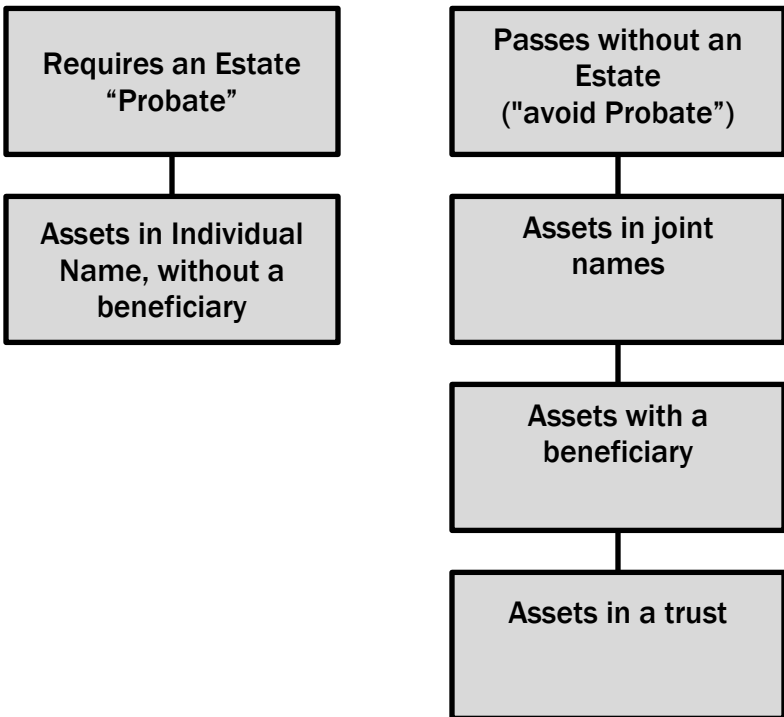 Requires an Estate
“Probate”
Assets in Individual
Name, without a
beneficiary
Passes without an
Estate
("avoid Probate”)
Assets in joint
names
Assets with a
beneficiary
Assets in a trust